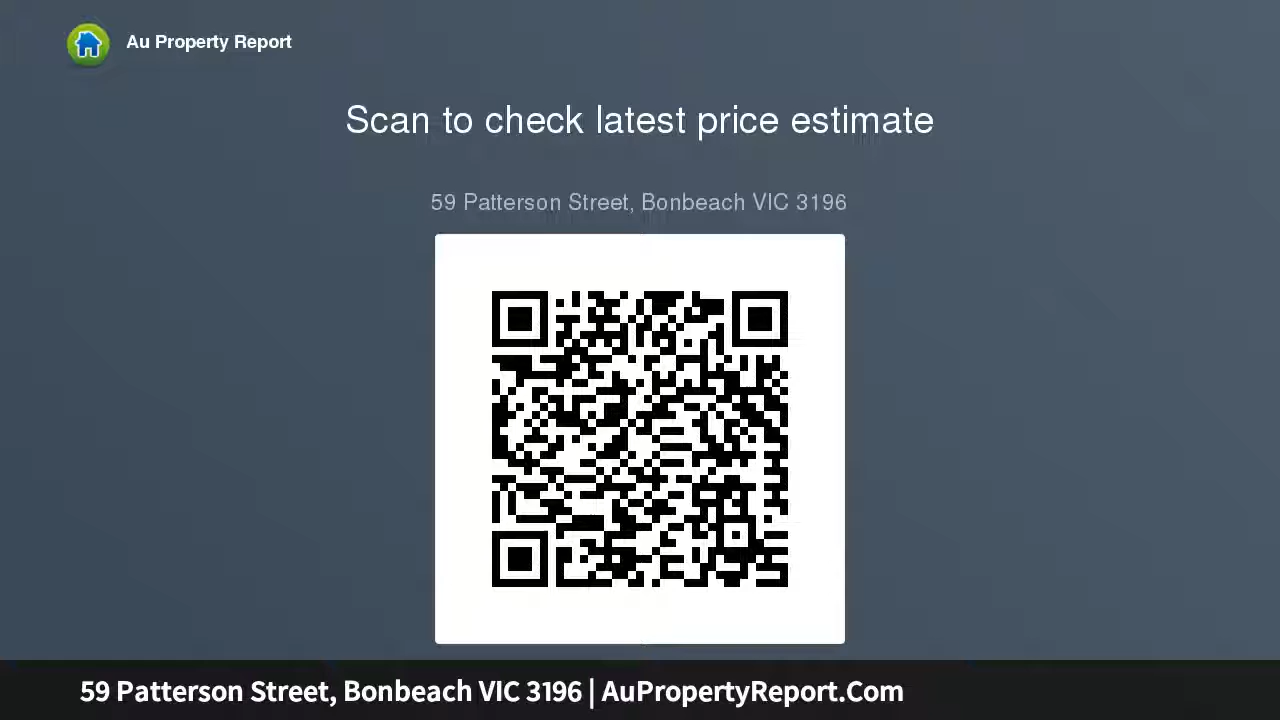 Au Property Report
Scan to check latest price estimate
59 Patterson Street, Bonbeach VIC 3196
59 Patterson Street, Bonbeach VIC 3196 | AuPropertyReport.Com